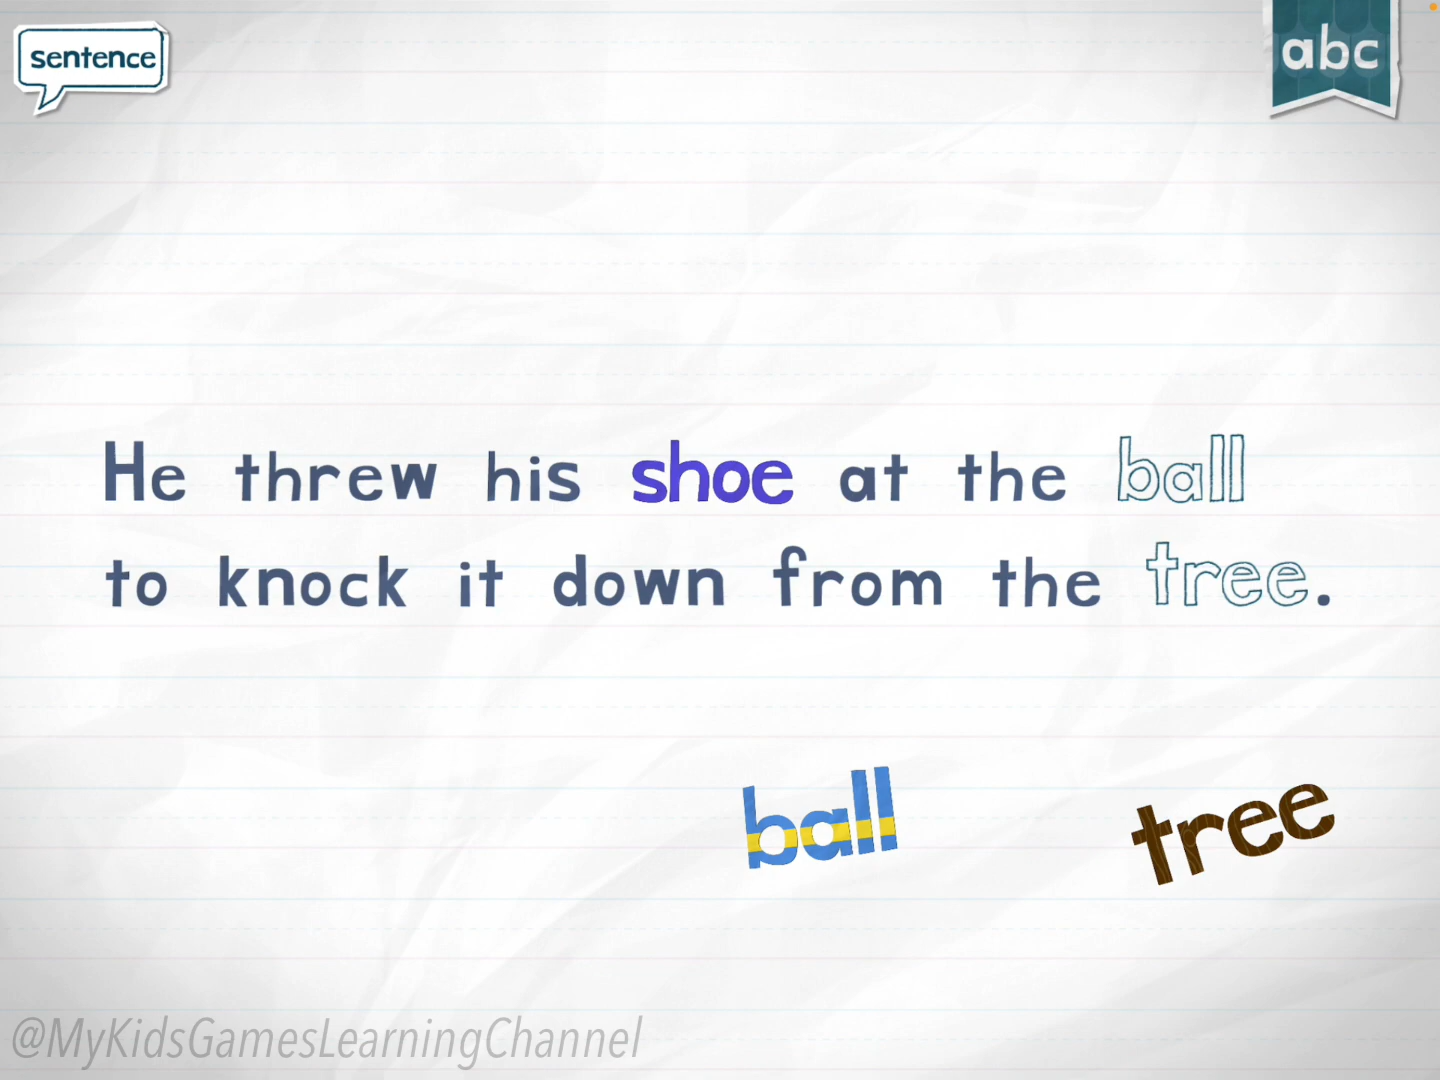 sentence
abc
He threw his shoe at the ball
to knock it down from the tree.
ball
tree
@MyKidsGamesLearningChannel